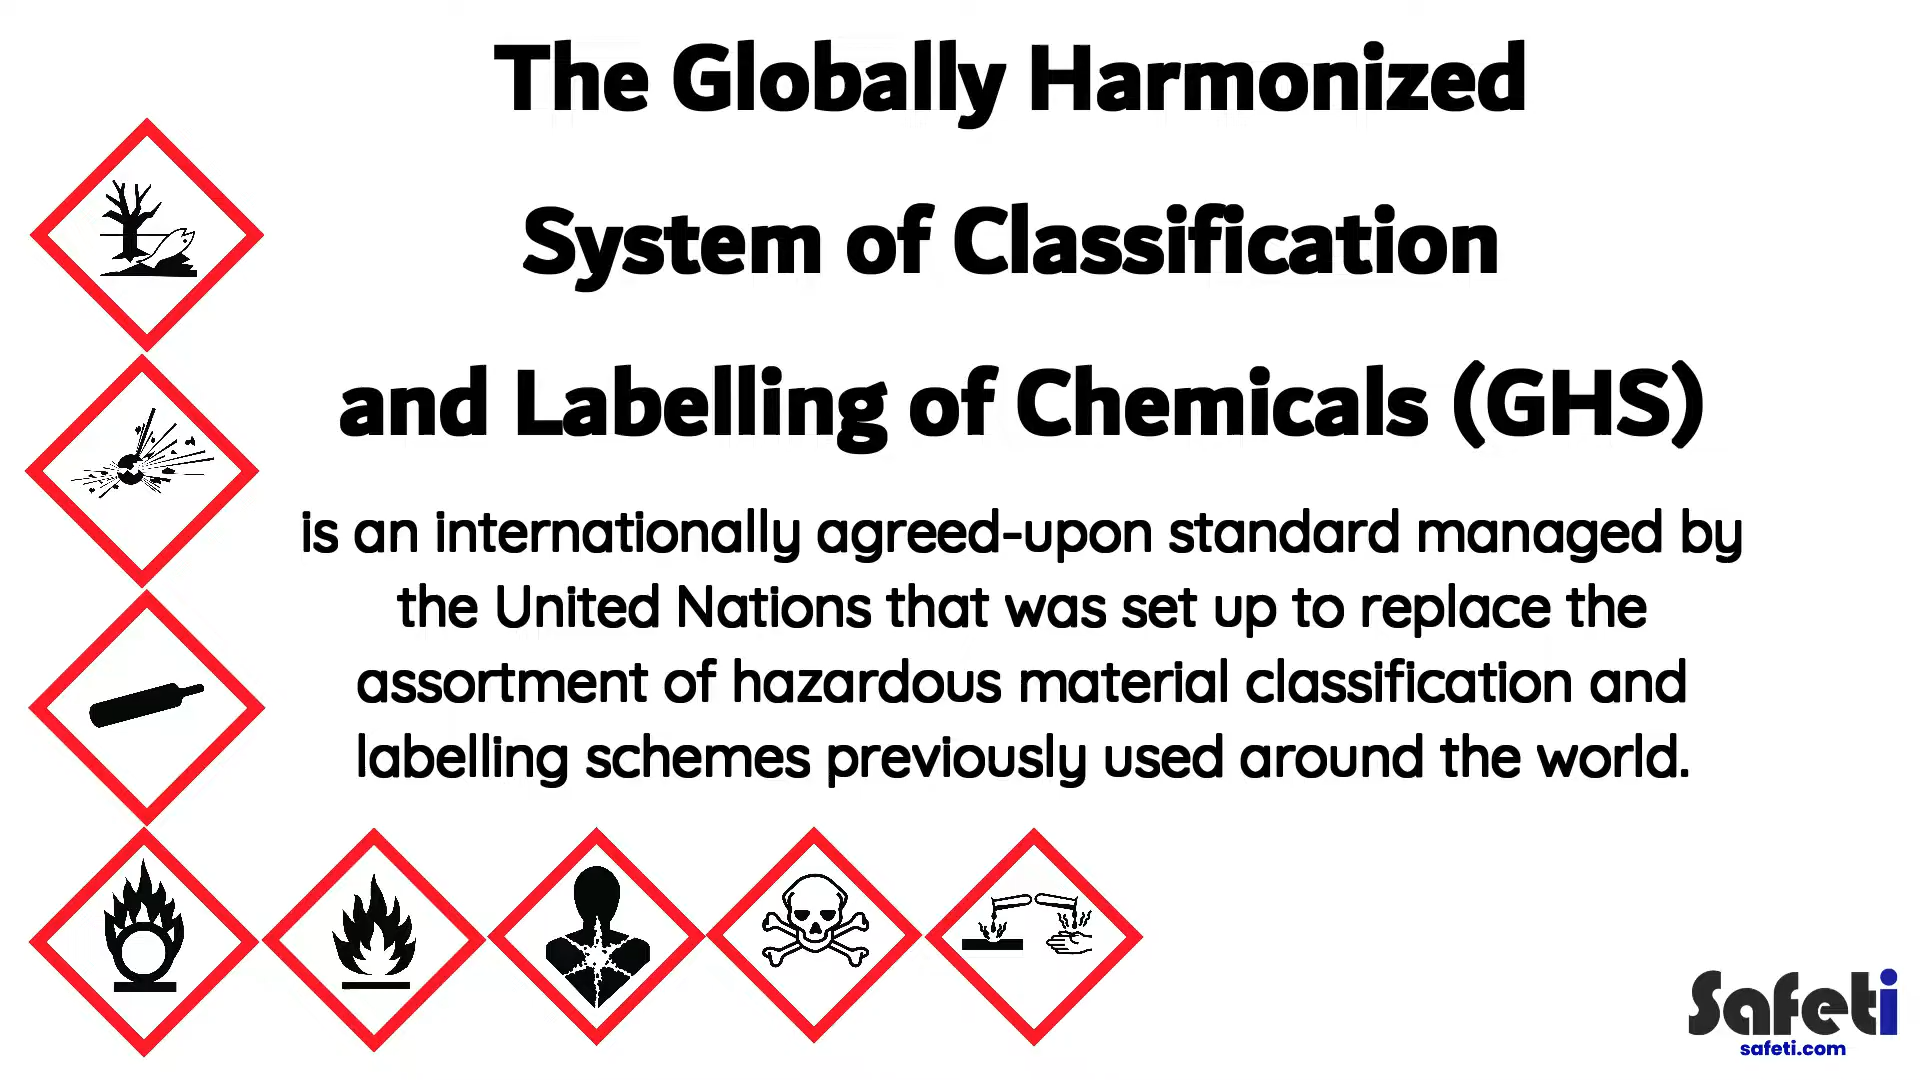 The Globally Harmonized
System of Classification
and Labelling of Chemicals (GHS)
is an internationally agreed-upon standard managed by
the United Nations that was set up to replace the
assortment of hazardous material classification and
labelling schemes previously used around the world.
Safeti
safeti.com